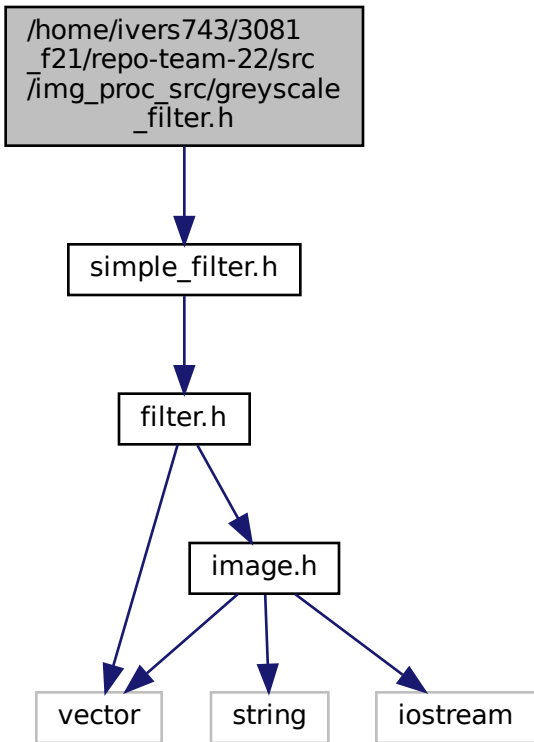 /home/ivers743/3081
_f21/repo-team-22/src
/img_proc_src/greyscale
_filter.h
simple_filter.h
filter.h
image.h
vector
string
iostream